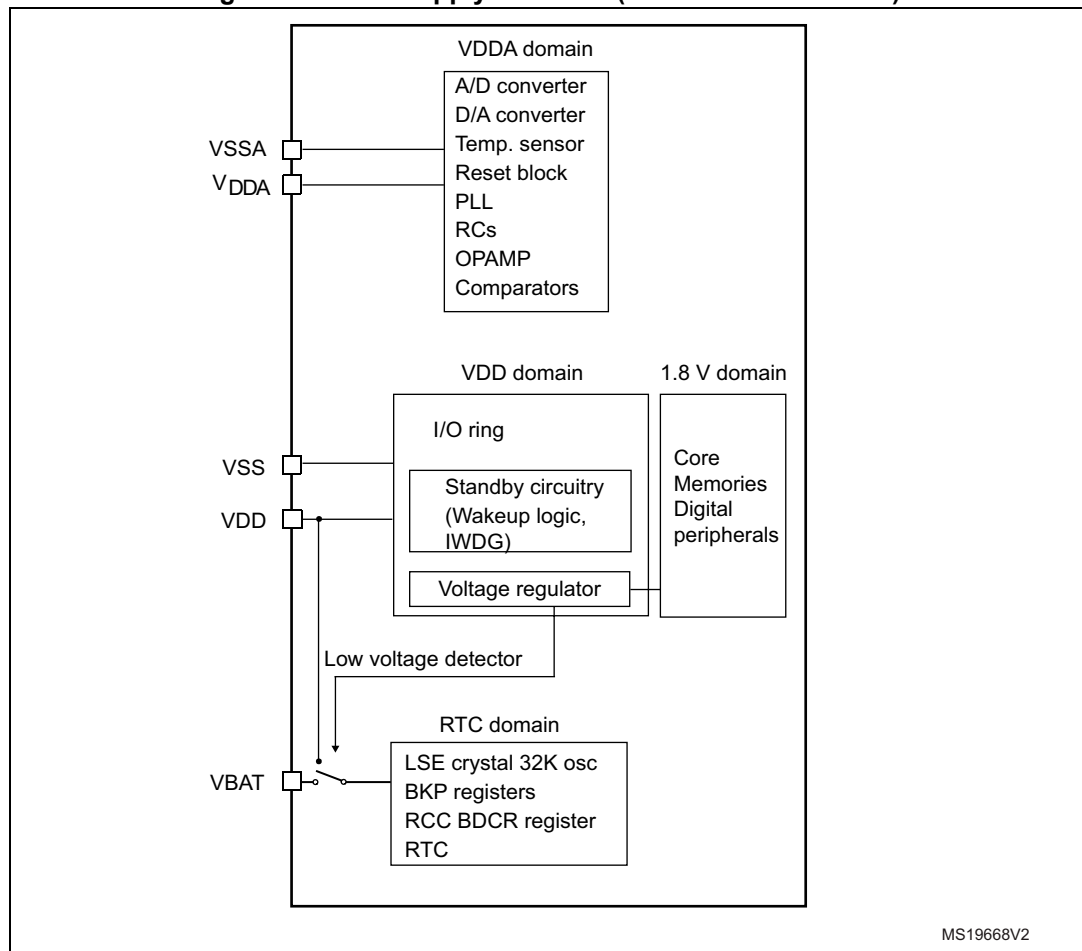 VDDA domain
A/D converter
D/A converter
Temp. sensor
Reset block
PLL
RCs
OPAMP
Comparators
VSSA
VDDA
VDD domain
1.8 V domain
I/O ring
Standby circuitry
(Wakeup logic,
IWDG)
Voltage regulator
Core
Memories
Digital
peripherals
VSS
VDD
Low voltage detector
RTC domain
LSE crystal 32K osc
BKP registers
RCC BDCR register
RTC
VBAT
MS19668V2